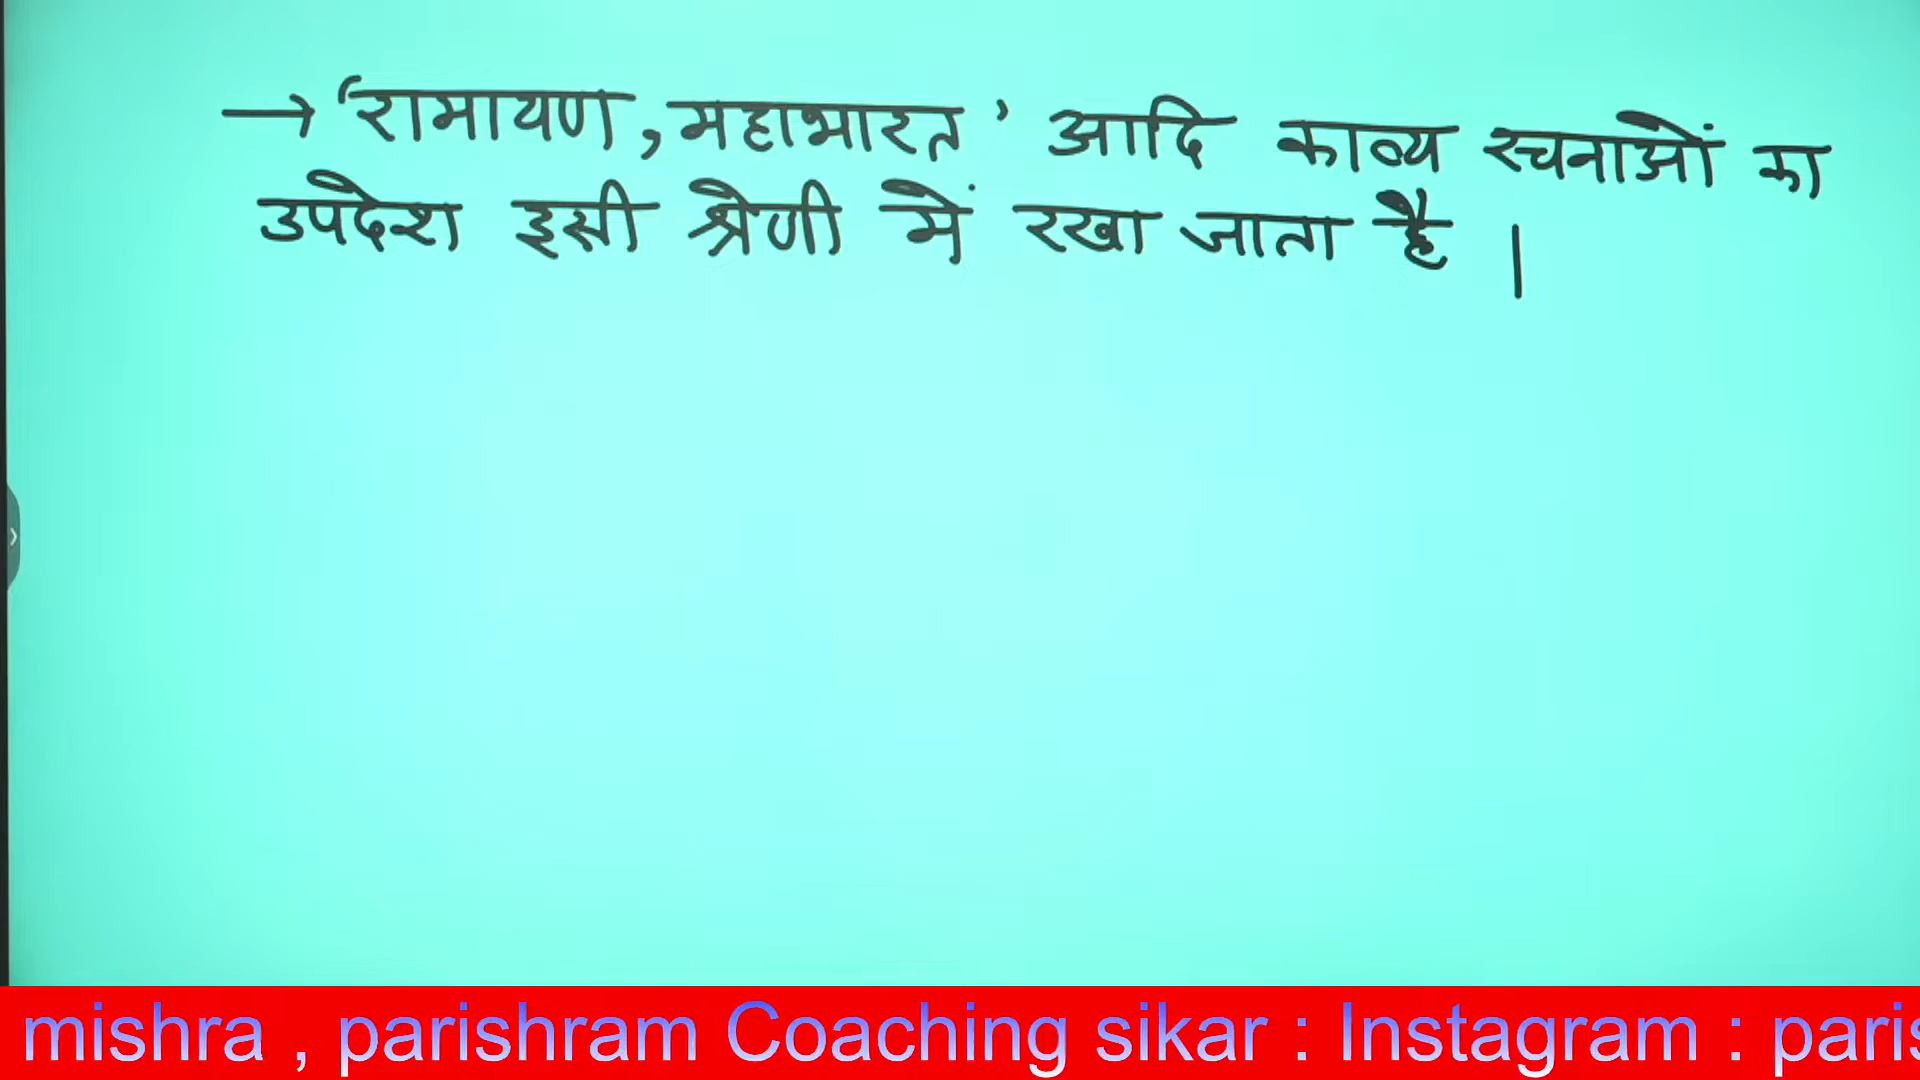 → 'रामायण, महाभारत' आदि काव्य रचनाओं का
उपदेश इसी श्रेणी में रखा जाता है |
mishra , parishram Coaching sikar : Instagram : paris